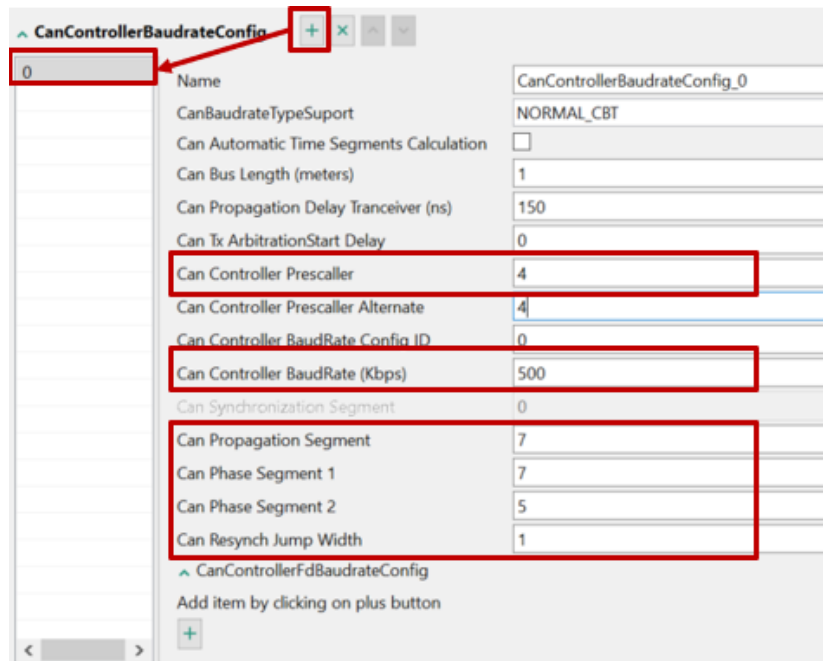 CanControllerBaudrateConfig
0
Name CanControllerBaudrateConfig_0
CanBaudrateTypeSuport NORMAL_CBT
Can Automatic Time Segments Calculation
Can Bus Length (meters) 1
Can Propagation Delay Tranceiver (ns) 150
Can Tx ArbitrationStart Delay 0
Can Controller Prescaller 4
Can Controller Prescaller Alternate 4
Can Controller BaudRate Config ID 0
Can Controller BaudRate (Kbps) 500
Can Synchronization Segment 0
Can Propagation Segment 7
Can Phase Segment 1 7
Can Phase Segment 2 5
Can Resynch Jump Width 1
CanControllerFdBaudrateConfig
Add item by clicking on plus button